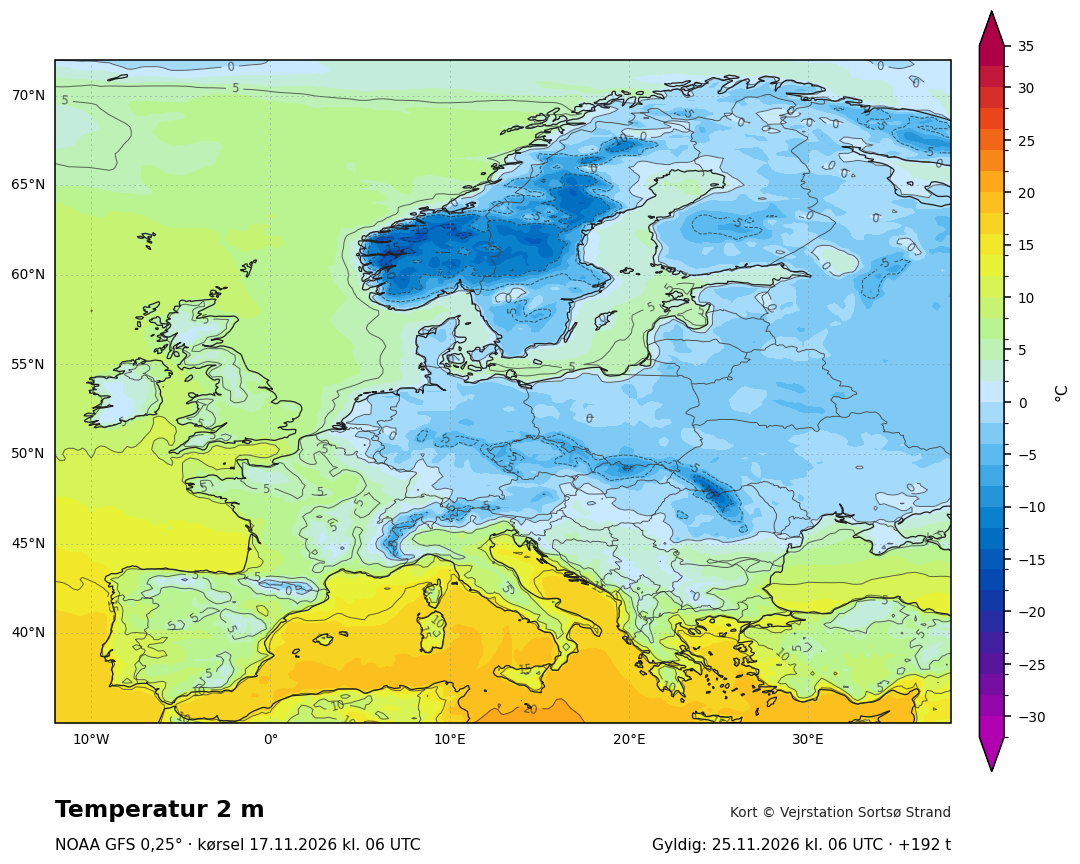 70°N
65°N
60°N
55°N
50°N
45°N
40°N
10°W
0°
10°E
20°E
30°E
35
30
25
20
15
10
5
0
−5
−10
−15
−20
−25
−30
°C
Temperatur 2 m
Kort © Vejrstation Sortsø Strand
NOAA GFS 0,25° · kørsel 17.11.2026 kl. 06 UTC
Gyldig: 25.11.2026 kl. 06 UTC · +192 t